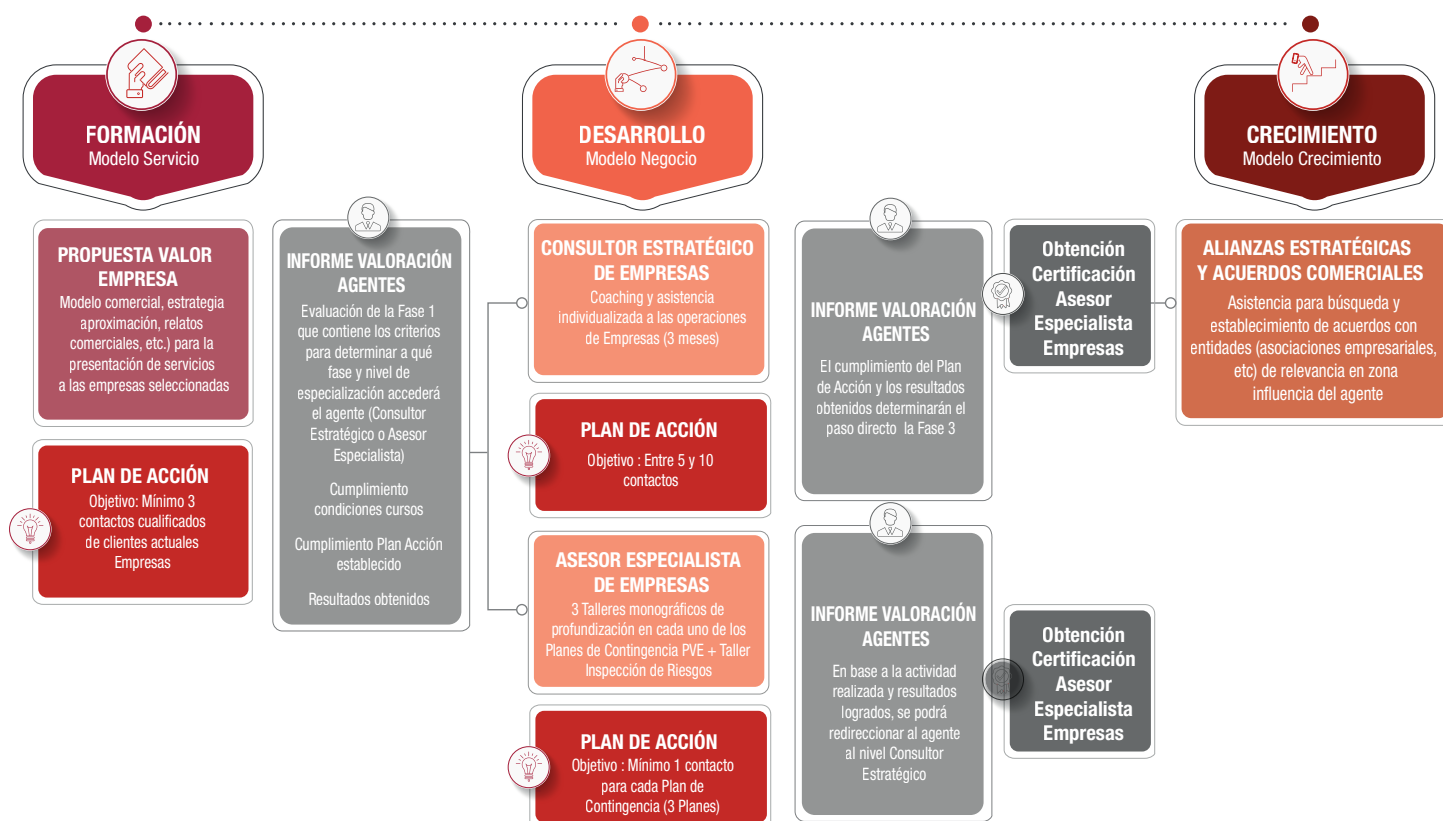 FORMACIÓN
Modelo Servicio
DESARROLLO
Modelo Negocio
CRECIMIENTO
Modelo Crecimiento
PROPUESTA VALOR
EMPRESA
Modelo comercial, estrategia
aproximación, relatos
comerciales, etc.) para la
presentación de servicios
a las empresas seleccionadas
PLAN DE ACCIÓN
Objetivo: Mínimo 3
contactos cualificados
de clientes actuales
Empresas
INFORME VALORACIÓN
AGENTES
Evaluación de la Fase 1
que contiene los criterios
para determinar a qué
fase y nivel de
especialización accederá
el agente (Consultor
Estratégico o Asesor
Especialista)
Cumplimiento
condiciones cursos
Cumplimiento Plan Acción
establecido
Resultados obtenidos
CONSULTOR ESTRATÉGICO
DE EMPRESAS
Coaching y asistencia
individualizada a las operaciones
de Empresas (3 meses)
PLAN DE ACCIÓN
Objetivo : Entre 5 y 10
contactos
ASESOR ESPECIALISTA
DE EMPRESAS
3 Talleres monográficos de
profundización en cada uno de los
Planes de Contingencia PVE + Taller
Inspección de Riesgos
PLAN DE ACCIÓN
Objetivo : Mínimo 1 contacto
para cada Plan de
Contingencia (3 Planes)
INFORME VALORACIÓN
AGENTES
El cumplimiento del Plan
de Acción y los resultados
obtenidos determinarán el
paso directo la Fase 3
INFORME VALORACIÓN
AGENTES
En base a la actividad
realizada y resultados
logrados, se podrá
redireccionar al agente
al nivel Consultor
Estratégico
Obtención
Certificación
Asesor
Especialista
Empresas
Obtención
Certificación
Asesor
Especialista
Empresas
ALIANZAS ESTRATÉGICAS
Y ACUERDOS COMERCIALES
Asistencia para búsqueda y
establecimiento de acuerdos con
entidades (asociaciones empresariales,
etc) de relevancia en zona
influencia del agente